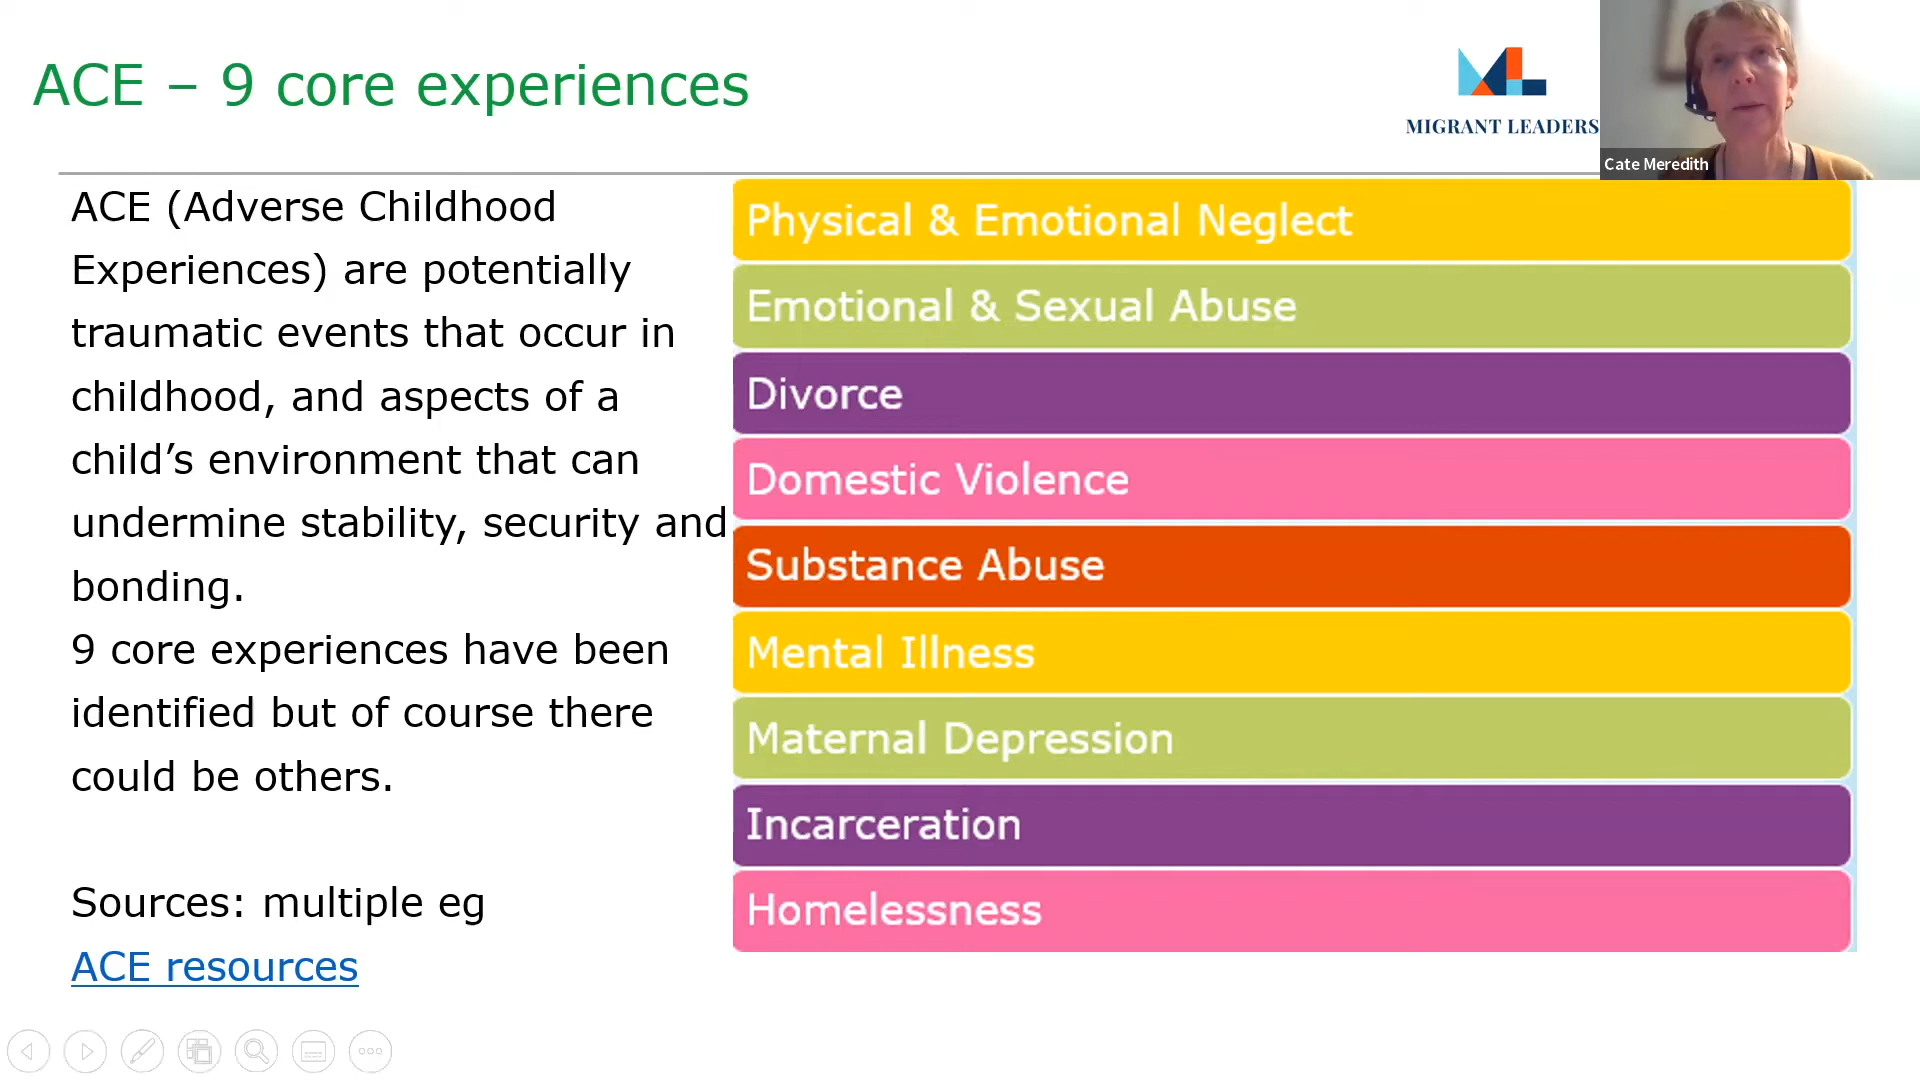 ACE – 9 core experiences
MIGRANT LEADERS
Cate Meredith
ACE (Adverse Childhood
Experiences) are potentially
traumatic events that occur in
childhood, and aspects of a
child’s environment that can
undermine stability, security and
bonding.
9 core experiences have been
identified but of course there
could be others.
Sources: multiple eg
ACE resources
Physical & Emotional Neglect
Emotional & Sexual Abuse
Divorce
Domestic Violence
Substance Abuse
Mental Illness
Maternal Depression
Incarceration
Homelessness